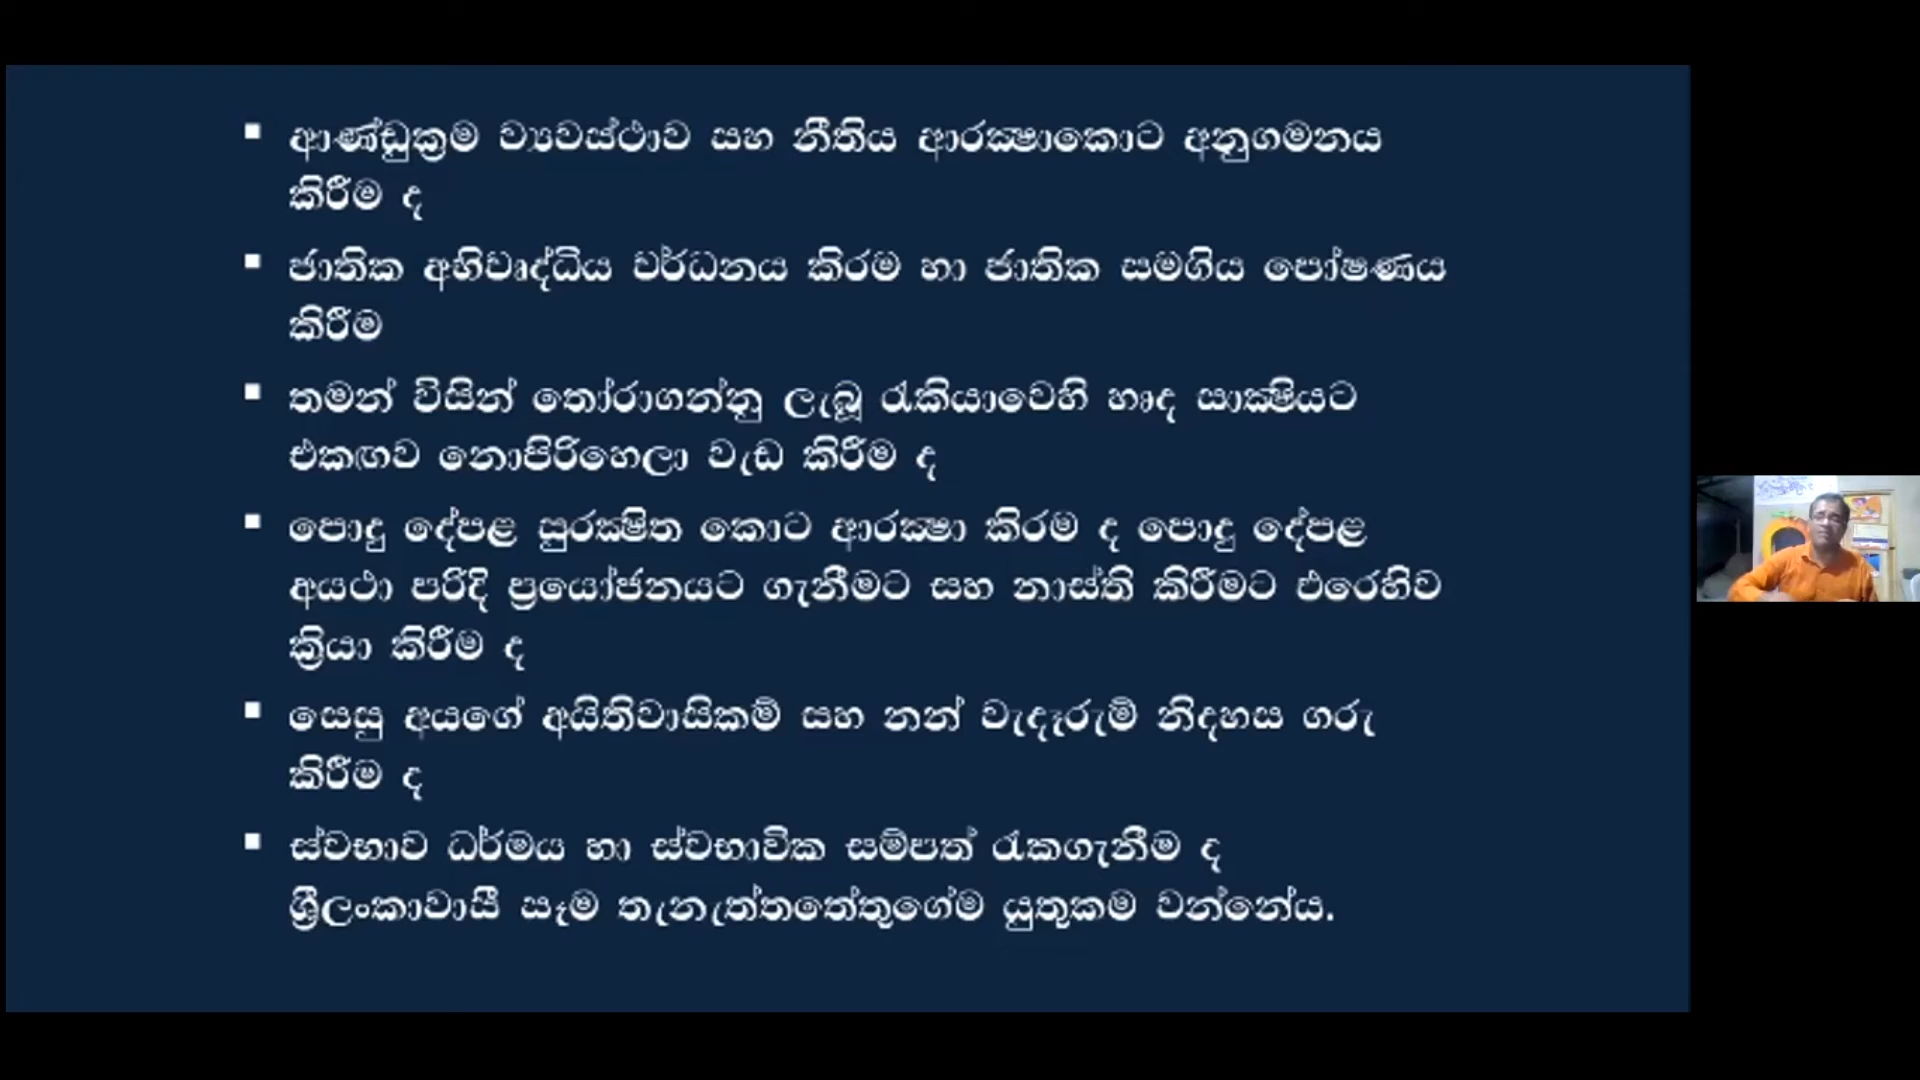 ▪ ආණ්ඩුක්‍රම ව්‍යවස්ථාව සහ නීතිය ආරක්‍ෂාකොට අනුගමනය
කිරීම ද
▪ ජාතික අභිවෘද්ධිය වර්ධනය කිරම හා ජාතික සමගිය පෝෂණය
කිරීම
▪ තමන් විසින් තෝරාගන්නු ලැබූ රැකියාවෙහි හෘද සාක්‍ෂියට
එකඟව නොපිරිහෙලා වැඩ කිරීම ද
▪ පොදු දේපළ සුරක්‍ෂිත කොට ආරක්‍ෂා කිරම ද පොදු දේපළ
අයථා පරිදි ප්‍රයෝජනයට ගැනීමට සහ නාස්ති කිරීමට එරෙහිව
ක්‍රියා කිරීම ද
▪ සෙසු අයගේ අයිතිවාසිකම් සහ නන් වැදෑරුම් නිදහස ගරු
කිරීම ද
▪ ස්වභාව ධර්මය හා ස්වභාවික සම්පත් රැකගැනීම ද
ශ්‍රීලංකාවාසී සෑම තැනැත්තතේතුගේම යුතුකම වන්නේය.